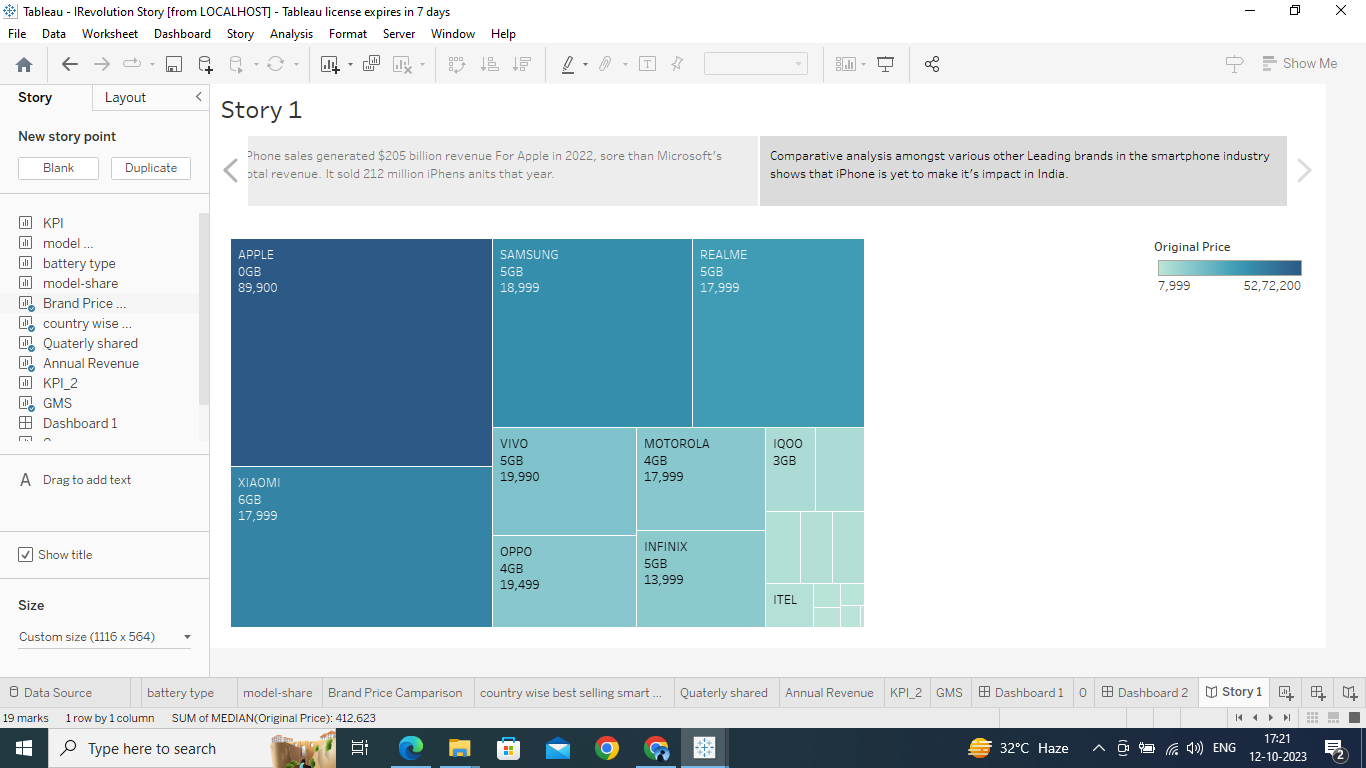 Tableau - IRevolution Story [from LOCALHOST] - Tableau license expires in 7 days
File Data Worksheet Dashboard Story Analysis Format Server Window Help
Show Me
Story Layout
New story point
Blank Duplicate
KPI
model ...
battery type
model-share
Brand Price ...
country wise ...
Quaterly shared
Annual Revenue
KPI_2
GMS
Dashboard 1
A Drag to add text
Show title
Size
Custom size (1116 x 564)
Story 1
Phone sales generated $205 billion revenue For Apple in 2022, sore than Microsoft's
otal revenue. It sold 212 million iPhens anits that year.
Comparative analysis amongst various other Leading brands in the smartphone industry
shows that iPhone is yet to make it's impact in India.
APPLE
0GB
89,900
SAMSUNG
5GB
18,999
REALME
5GB
17,999
XIAOMI
6GB
17,999
VIVO
5GB
19,990
MOTOROLA
4GB
17,999
IQOO
3GB
OPPO
4GB
19,499
INFINIX
5GB
13,999
ITEL
Original Price
7,999 52,72,200
Data Source battery type model-share Brand Price Camparison country wise best selling smart ... Quaterly shared Annual Revenue KPI_2 GMS Dashboard 1 0 Dashboard 2 Story 1
19 marks 1 row by 1 column SUM of MEDIAN(Original Price): 412,623
Type here to search
32°C Haze
ENG
17:21
12-10-2023
2